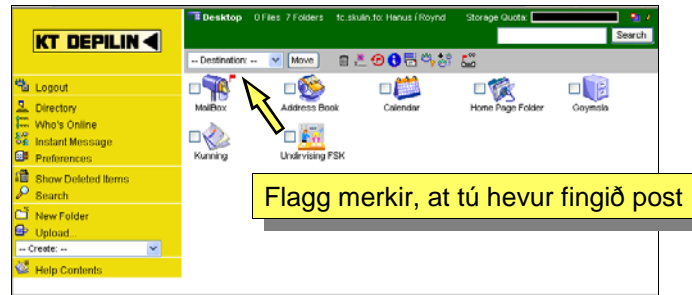 Desktop 0 Files 7 Folders fc.skulin.fo: Hanus í Røynd Storage Quota:
Search
KT DEPILIN
-- Destination: -- Move
Logout
Directory
Who's Online
Instant Message
Preferences
Show Deleted Items
Search
New Folder
Upload...
-- Create: --
Help Contents
MailBox
Address Book
Calendar
Home Page Folder
Goymsla
Kunning
Undirvising FSK
Flagg merkir, at tú hevur fingið post